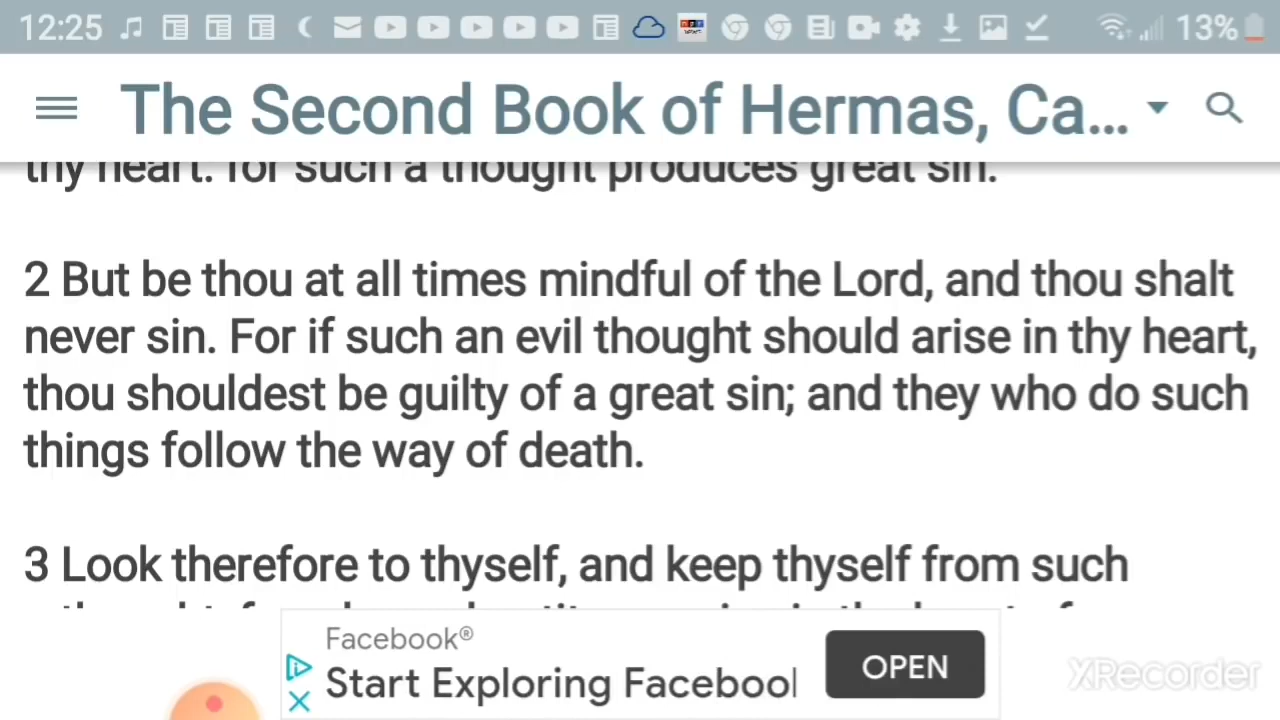 12:25 13%
The Second Book of Hermas, Ca...
thy heart. for such a thought produces great sin.
2 But be thou at all times mindful of the Lord, and thou shalt
never sin. For if such an evil thought should arise in thy heart,
thou shouldest be guilty of a great sin; and they who do such
things follow the way of death.
3 Look therefore to thyself, and keep thyself from such
Facebook®
Start Exploring Facebool
OPEN
XRecorder